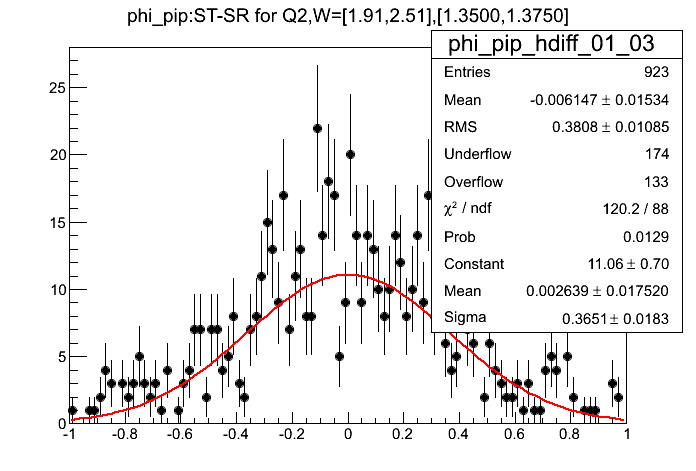 phi_pip:ST-SR for Q2,W=[1.91,2.51],[1.3500,1.3750]
phi_pip_hdiff_01_03
Entries 923
Mean -0.006147 ± 0.01534
RMS 0.3808 ± 0.01085
Underflow 174
Overflow 133
χ² / ndf 120.2 / 88
Prob 0.0129
Constant 11.06 ± 0.70
Mean 0.002639 ± 0.017520
Sigma 0.3651 ± 0.0183
25
20
15
10
5
0
-1 -0.8 -0.6 -0.4 -0.2 0 0.2 0.4 0.6 0.8 1